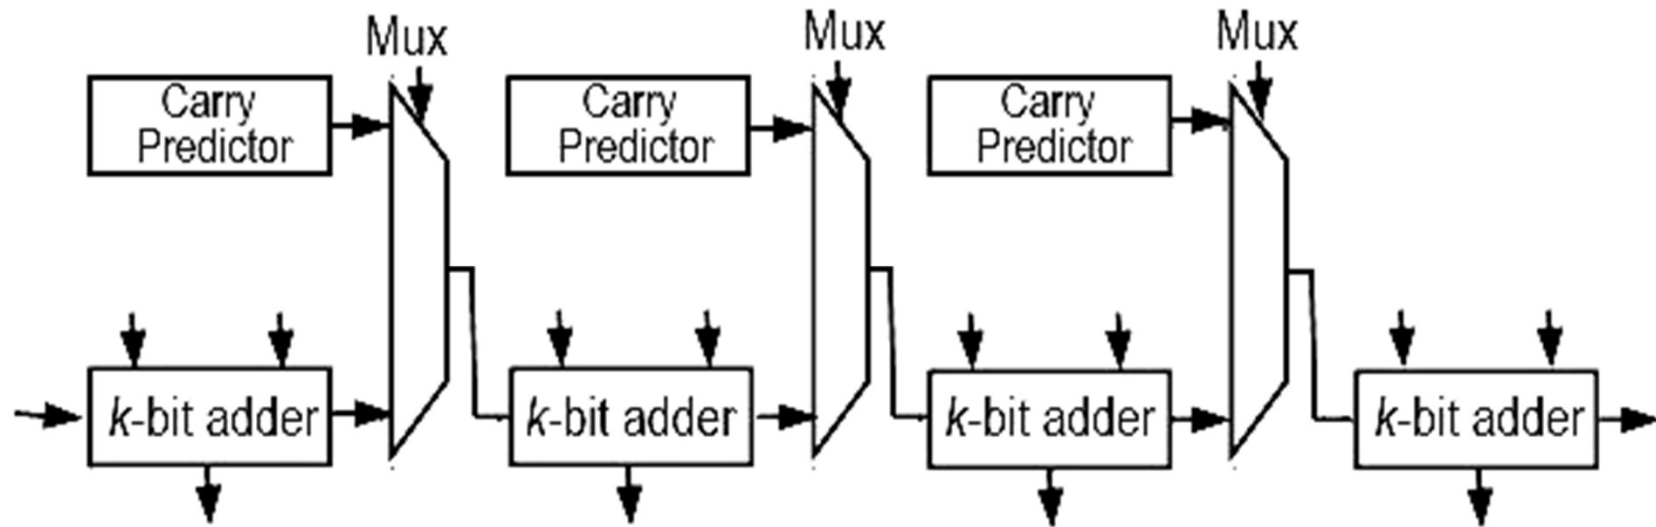 Mux
Mux
Mux
Carry
Predictor
Carry
Predictor
Carry
Predictor
k-bit adder
k-bit adder
k-bit adder
k-bit adder